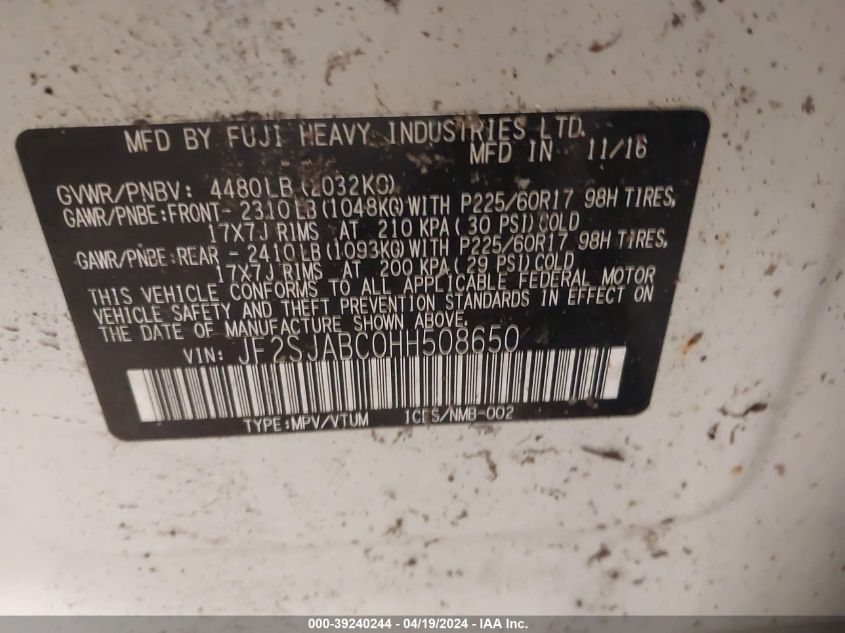 MFD BY FUJI HEAVY INDUSTRIES LTD.
MFD IN 11/16
GVWR/PNBV: 4480LB(2032KG)
GAWR/PNBE:FRONT- 2310LB(1048KG)WITH P225/60R17 98H TIRES,
17X7J RIMS AT 210 KPA( 30 PSI)COLD
GAWR/PNBE:REAR - 2410LB(1093KG)WITH P225/60R17 98H TIRES,
17X7J RIMS AT 200 KPA( 29 PSI)COLD
THIS VEHICLE CONFORMS TO ALL APPLICABLE FEDERAL MOTOR
VEHICLE SAFETY AND THEFT PREVENTION STANDARDS IN EFFECT ON
THE DATE OF MANUFACTURE SHOWN ABOVE.
VIN: JF2SJABC0HH508650
TYPE:MPV/VTUM /NMB-002
000-39240244 - 04/19/2024 - IAA Inc.